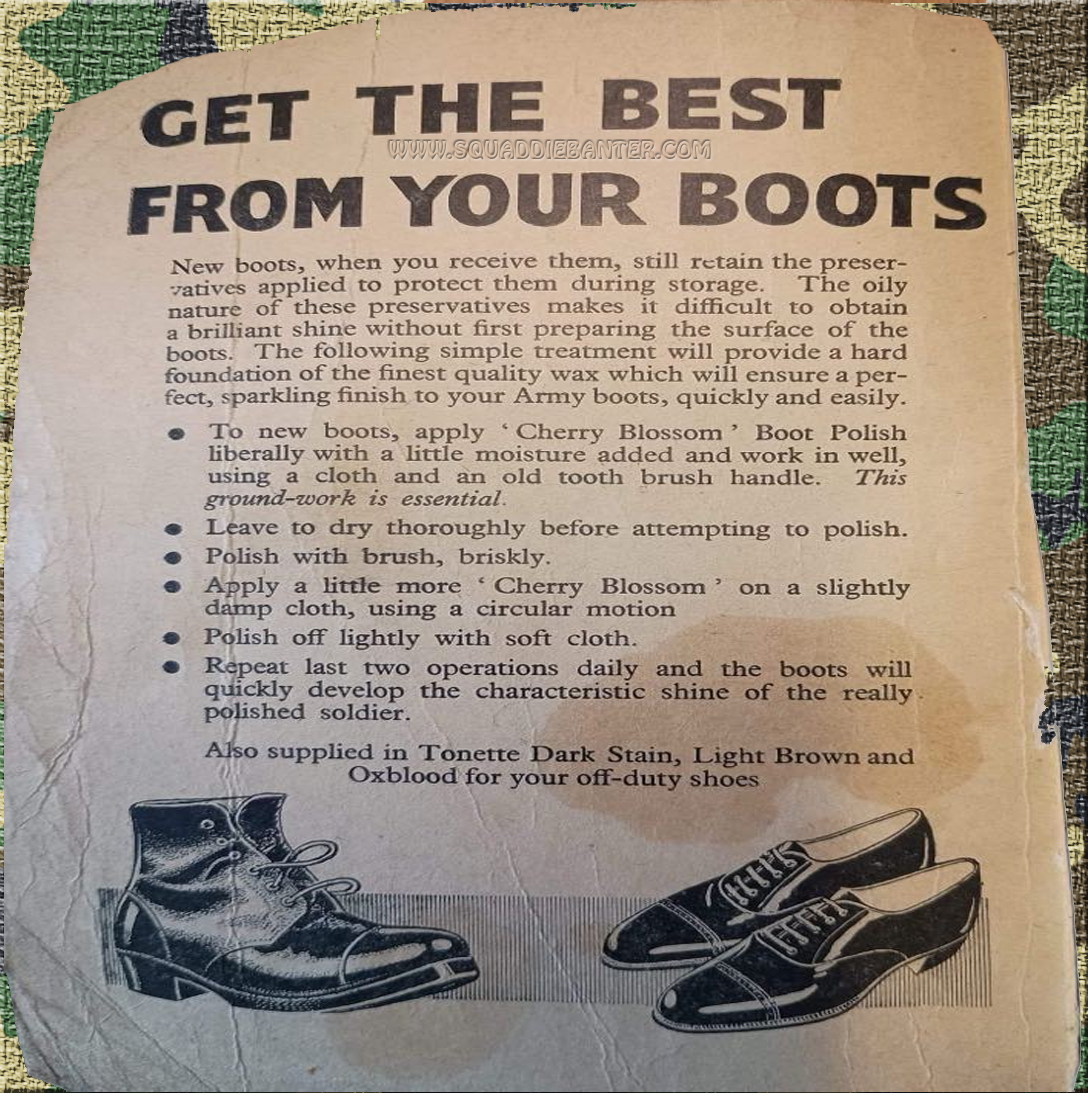 GET THE BEST
WWW.SQUADDIEBANTER.COM
FROM YOUR BOOTS
New boots, when you receive them, still retain the preser-
vatives applied to protect them during storage. The oily
nature of these preservatives makes it difficult to obtain
a brilliant shine without first preparing the surface of the
boots. The following simple treatment will provide a hard
foundation of the finest quality wax which will ensure a per-
fect, sparkling finish to your Army boots, quickly and easily.
● To new boots, apply ‘Cherry Blossom’ Boot Polish
liberally with a little moisture added and work in well,
using a cloth and an old tooth brush handle. This
ground-work is essential.
● Leave to dry thoroughly before attempting to polish.
● Polish with brush, briskly.
● Apply a little more ‘Cherry Blossom’ on a slightly
damp cloth, using a circular motion
● Polish off lightly with soft cloth.
● Repeat last two operations daily and the boots will
quickly develop the characteristic shine of the really
polished soldier.
Also supplied in Tonette Dark Stain, Light Brown and
Oxblood for your off-duty shoes